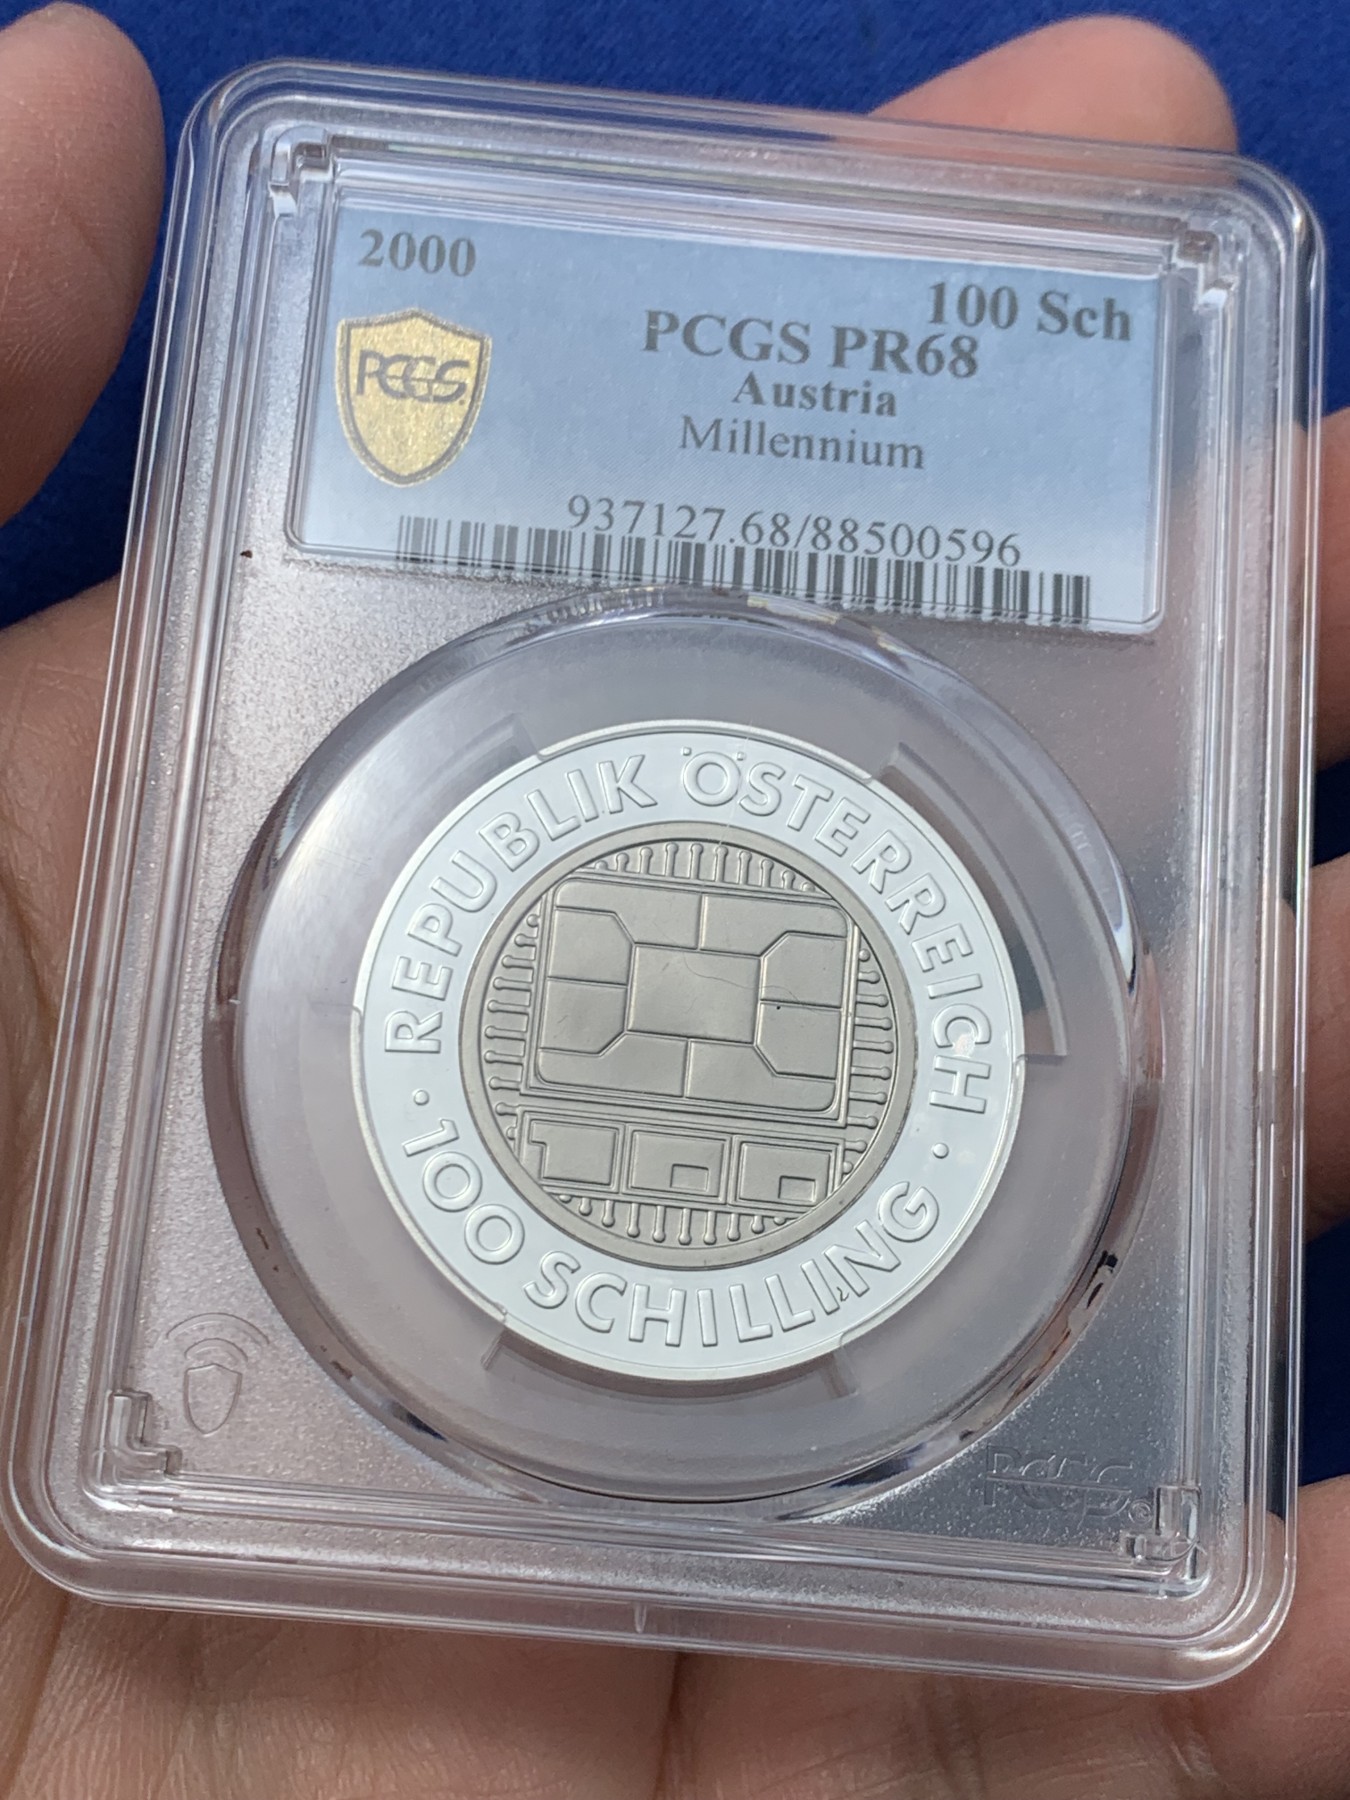 2000
100 Sch
PCGS
PCGS PR68
Austria
Millennium
937127.68/88500596
REPUBLIK ÖSTERREICH
· 100 SCHILLING ·
PCGS